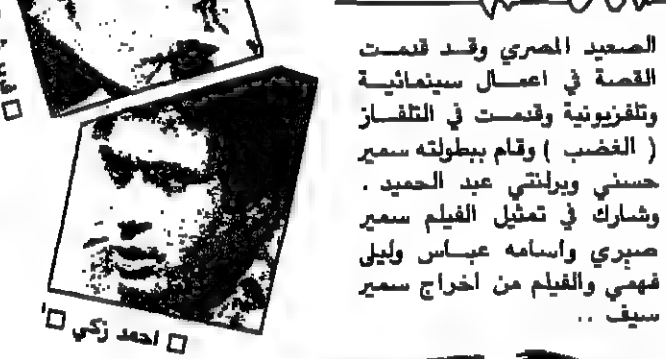 الصعيد المصري وقد قدمت
القصة في اعمال سينمائية
وتلفزيونية وقدمت في التلفاز
( الغضب ) وقام ببطولته سمير
حسني وبرلنتي عبد الحميد .
وشارك في تمثيل الفيلم سمير
صبري واسامه عباس وليلى
فهمي والفيلم من اخراج سمير
سيف ..
□ احمد زكي □